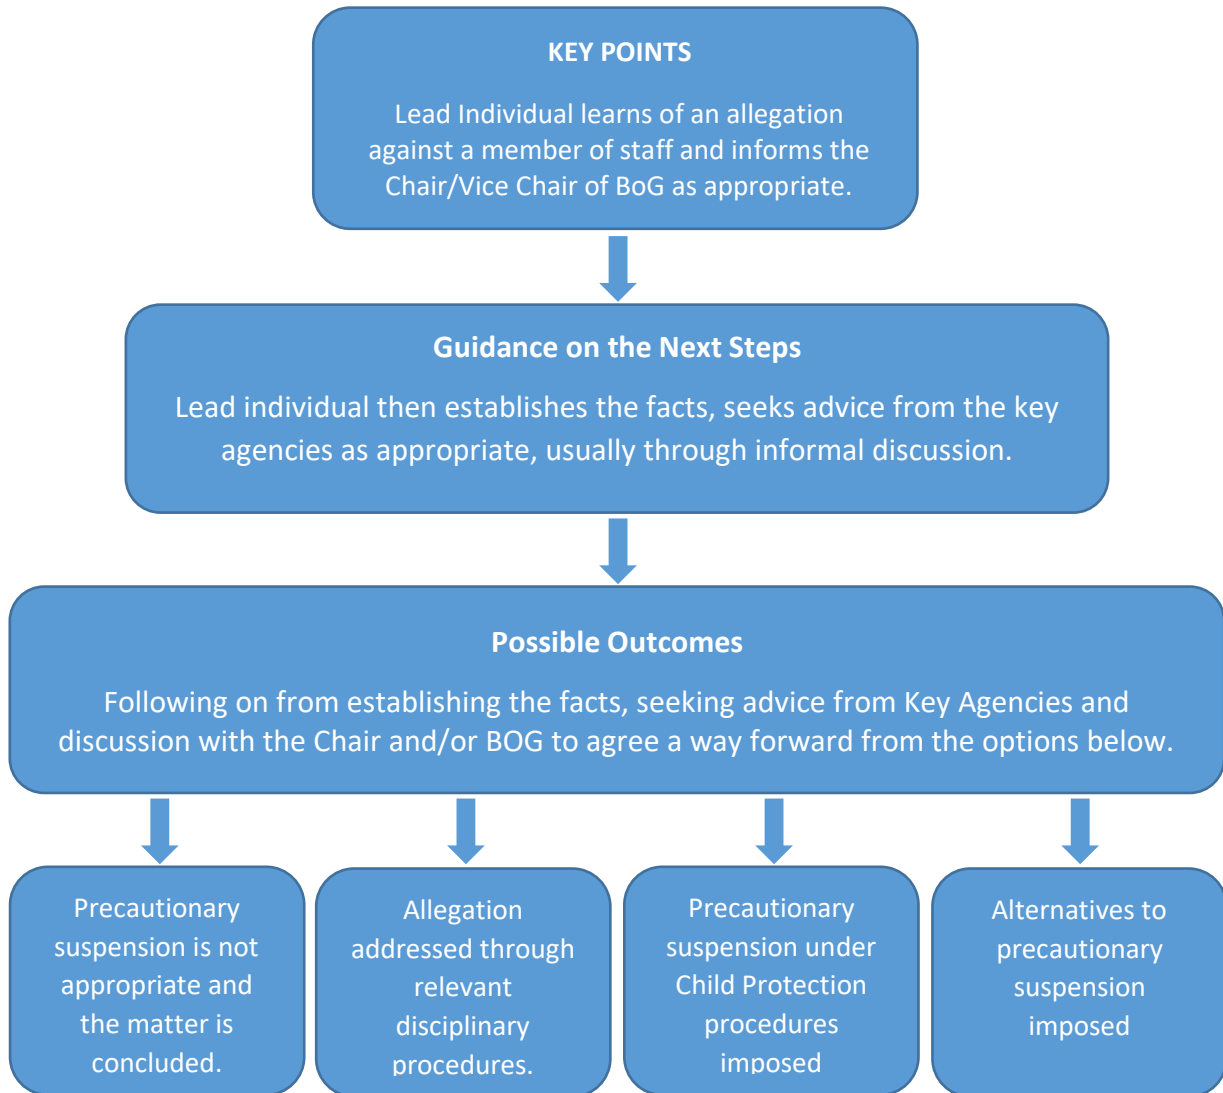 KEY POINTS
Lead Individual learns of an allegation
against a member of staff and informs the
Chair/Vice Chair of BoG as appropriate.
Guidance on the Next Steps
Lead individual then establishes the facts, seeks advice from the key
agencies as appropriate, usually through informal discussion.
Possible Outcomes
Following on from establishing the facts, seeking advice from Key Agencies and
discussion with the Chair and/or BOG to agree a way forward from the options below.
Precautionary
suspension is not
appropriate and
the matter is
concluded.
Allegation
addressed through
relevant
disciplinary
procedures.
Precautionary
suspension under
Child Protection
procedures
imposed
Alternatives to
precautionary
suspension
imposed